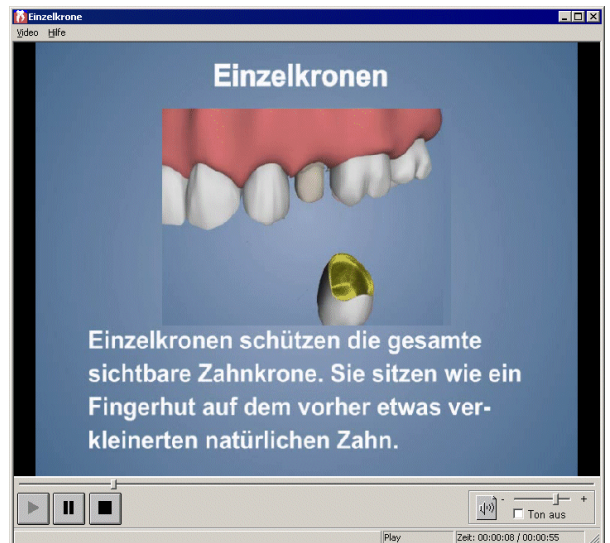 Einzelkrone
Video Hilfe
Einzelkronen
Einzelkronen schützen die gesamte
sichtbare Zahnkrone. Sie sitzen wie ein
Fingerhut auf dem vorher etwas ver-
kleinerten natürlichen Zahn.
- +
Ton aus
Play Zeit: 00:00:08 / 00:00:55